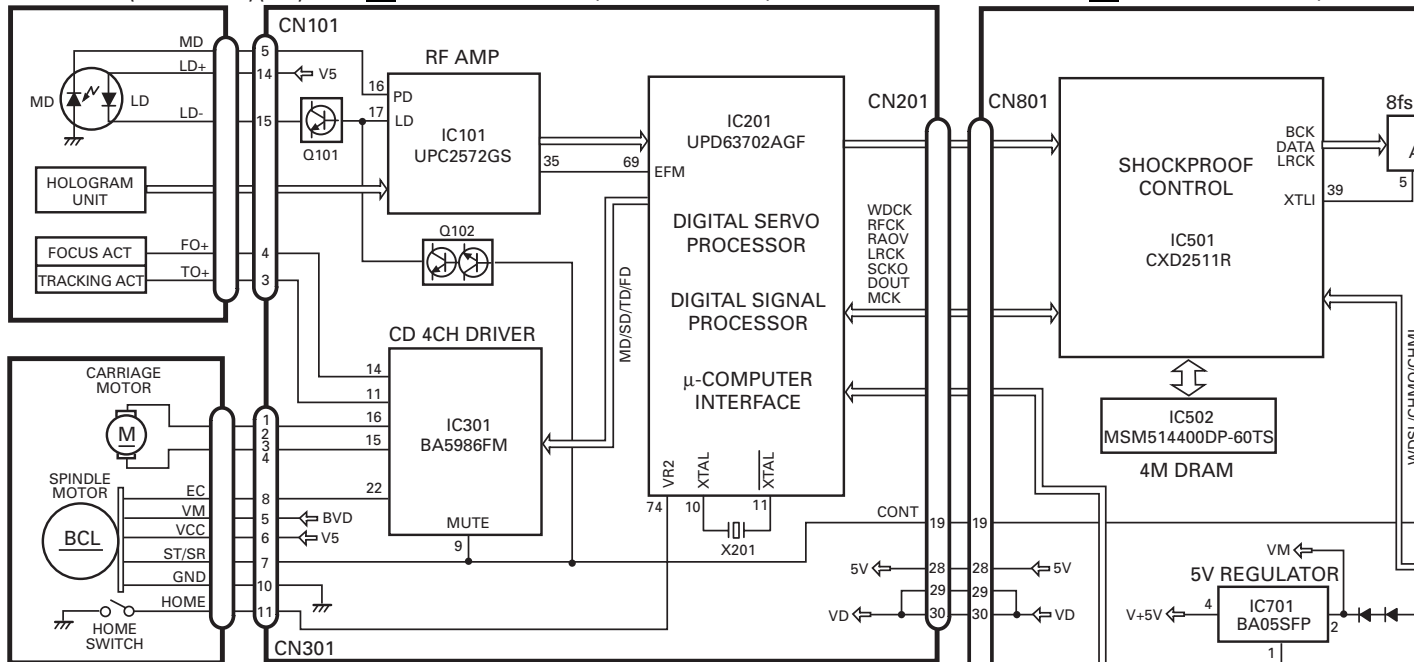 CN101
MD
LD+
LD-
MD
LD
5
14
15
V5
Q101
RF AMP
16
PD
17
LD
IC101
UPC2572GS
35
69
EFM
HOLOGRAM
UNIT
FOCUS ACT
FO+
4
TRACKING ACT
TO+
3
Q102
IC201
UPD63702AGF
DIGITAL SERVO
PROCESSOR
DIGITAL SIGNAL
PROCESSOR
μ-COMPUTER
INTERFACE
MD/SD/TD/FD
CN201
CN801
WDCK
RFCK
RAOV
LRCK
SCKO
DOUT
MCK
SHOCKPROOF
CONTROL
IC501
CXD2511R
BCK
DATA
LRCK
XTLI
39
8fs
A
5
IC502
MSM514400DP-60TS
4M DRAM
CD 4CH DRIVER
14
11
16
15
22
IC301
BA5986FM
MUTE
9
CARRIAGE
MOTOR
M
1
2
3
4
SPINDLE
MOTOR
BCL
EC
8
VM
5
BVD
VCC
6
V5
ST/SR
7
GND
10
HOME
11
HOME
SWITCH
CN301
VR2
XTAL
XTAL
74
10
11
X201
CONT
19
19
5V
28
28
5V
29
29
VD
30
30
VD
VM
5V REGULATOR
V+5V
4
IC701
BA05SFP
2
1